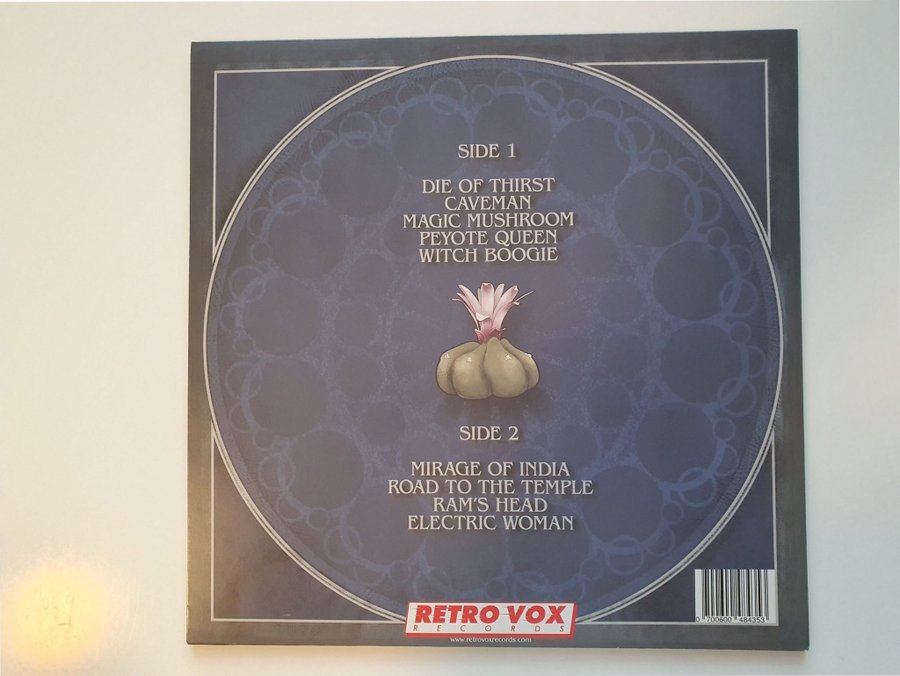 SIDE 1
DIE OF THIRST
CAVEMAN
MAGIC MUSHROOM
PEYOTE QUEEN
WITCH BOOGIE
SIDE 2
MIRAGE OF INDIA
ROAD TO THE TEMPLE
RAM'S HEAD
ELECTRIC WOMAN
RETRO VOX
RECORDS
www.retrovoxrecords.com
0 700600 484353